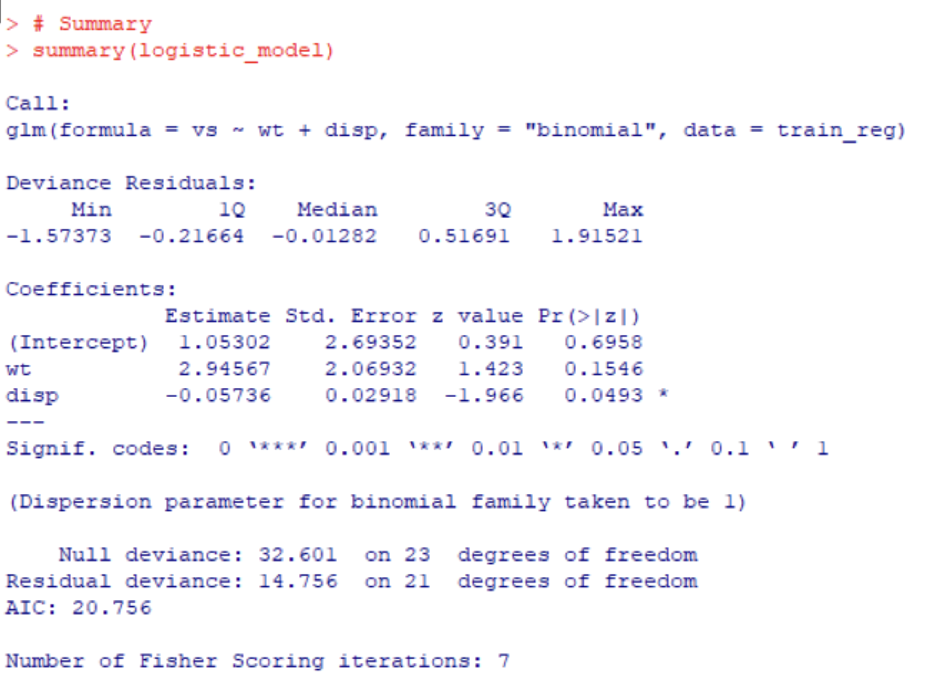 > # Summary
> summary(logistic_model)
Call:
glm(formula = vs ~ wt + disp, family = "binomial", data = train_reg)
Deviance Residuals:
     Min        1Q    Median        3Q       Max
-1.57373  -0.21664  -0.01282   0.51691   1.91521
Coefficients:
            Estimate Std. Error z value Pr(>|z|)
(Intercept)  1.05302    2.69352   0.391   0.6958
wt           2.94567    2.06932   1.423   0.1546
disp        -0.05736    0.02918  -1.966   0.0493 *
---
Signif. codes:  0 ‘***’ 0.001 ‘**’ 0.01 ‘*’ 0.05 ‘.’ 0.1 ‘ ’ 1
(Dispersion parameter for binomial family taken to be 1)
    Null deviance: 32.601  on 23  degrees of freedom
Residual deviance: 14.756  on 21  degrees of freedom
AIC: 20.756
Number of Fisher Scoring iterations: 7